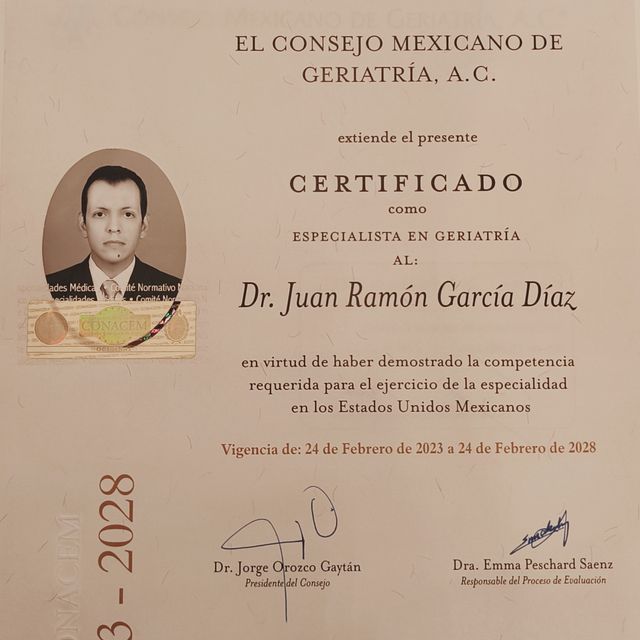 EL CONSEJO MEXICANO DE
GERIATRÍA, A.C.
extiende el presente
CERTIFICADO
como
ESPECIALISTA EN GERIATRÍA
AL:
Dr. Juan Ramón García Díaz
en virtud de haber demostrado la competencia
requerida para el ejercicio de la especialidad
en los Estados Unidos Mexicanos
Vigencia de: 24 de Febrero de 2023 a 24 de Febrero de 2028
Dr. Jorge Orozco Gaytán
Presidente del Consejo
Dra. Emma Peschard Saenz
Responsable del Proceso de Evaluación
Comité Normativo
CONACEM
3 - 2028